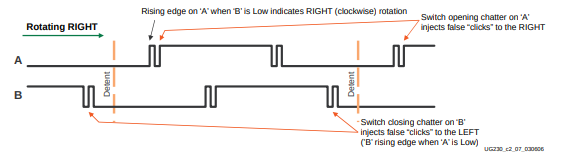 Rising edge on 'A' when 'B' is Low indicates RIGHT (clockwise) rotation
Rotating RIGHT
Switch opening chatter on 'A'
injects false "clicks" to the RIGHT
A
Detent
Detent
B
Switch closing chatter on 'B'
injects false "clicks" to the LEFT
('B' rising edge when 'A' is Low)
UG230_c2_07_030606